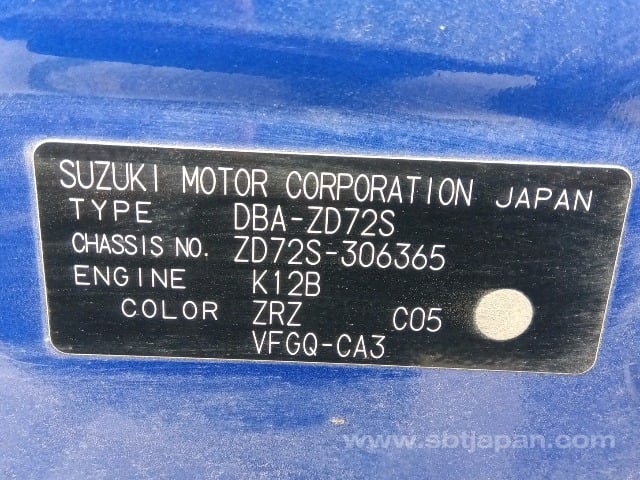 SUZUKI MOTOR CORPORATION JAPAN
TYPE DBA-ZD72S
CHASSIS NO. ZD72S-306365
ENGINE K12B
COLOR ZRZ C05
VFGQ-CA3
www.sbtjapan.com